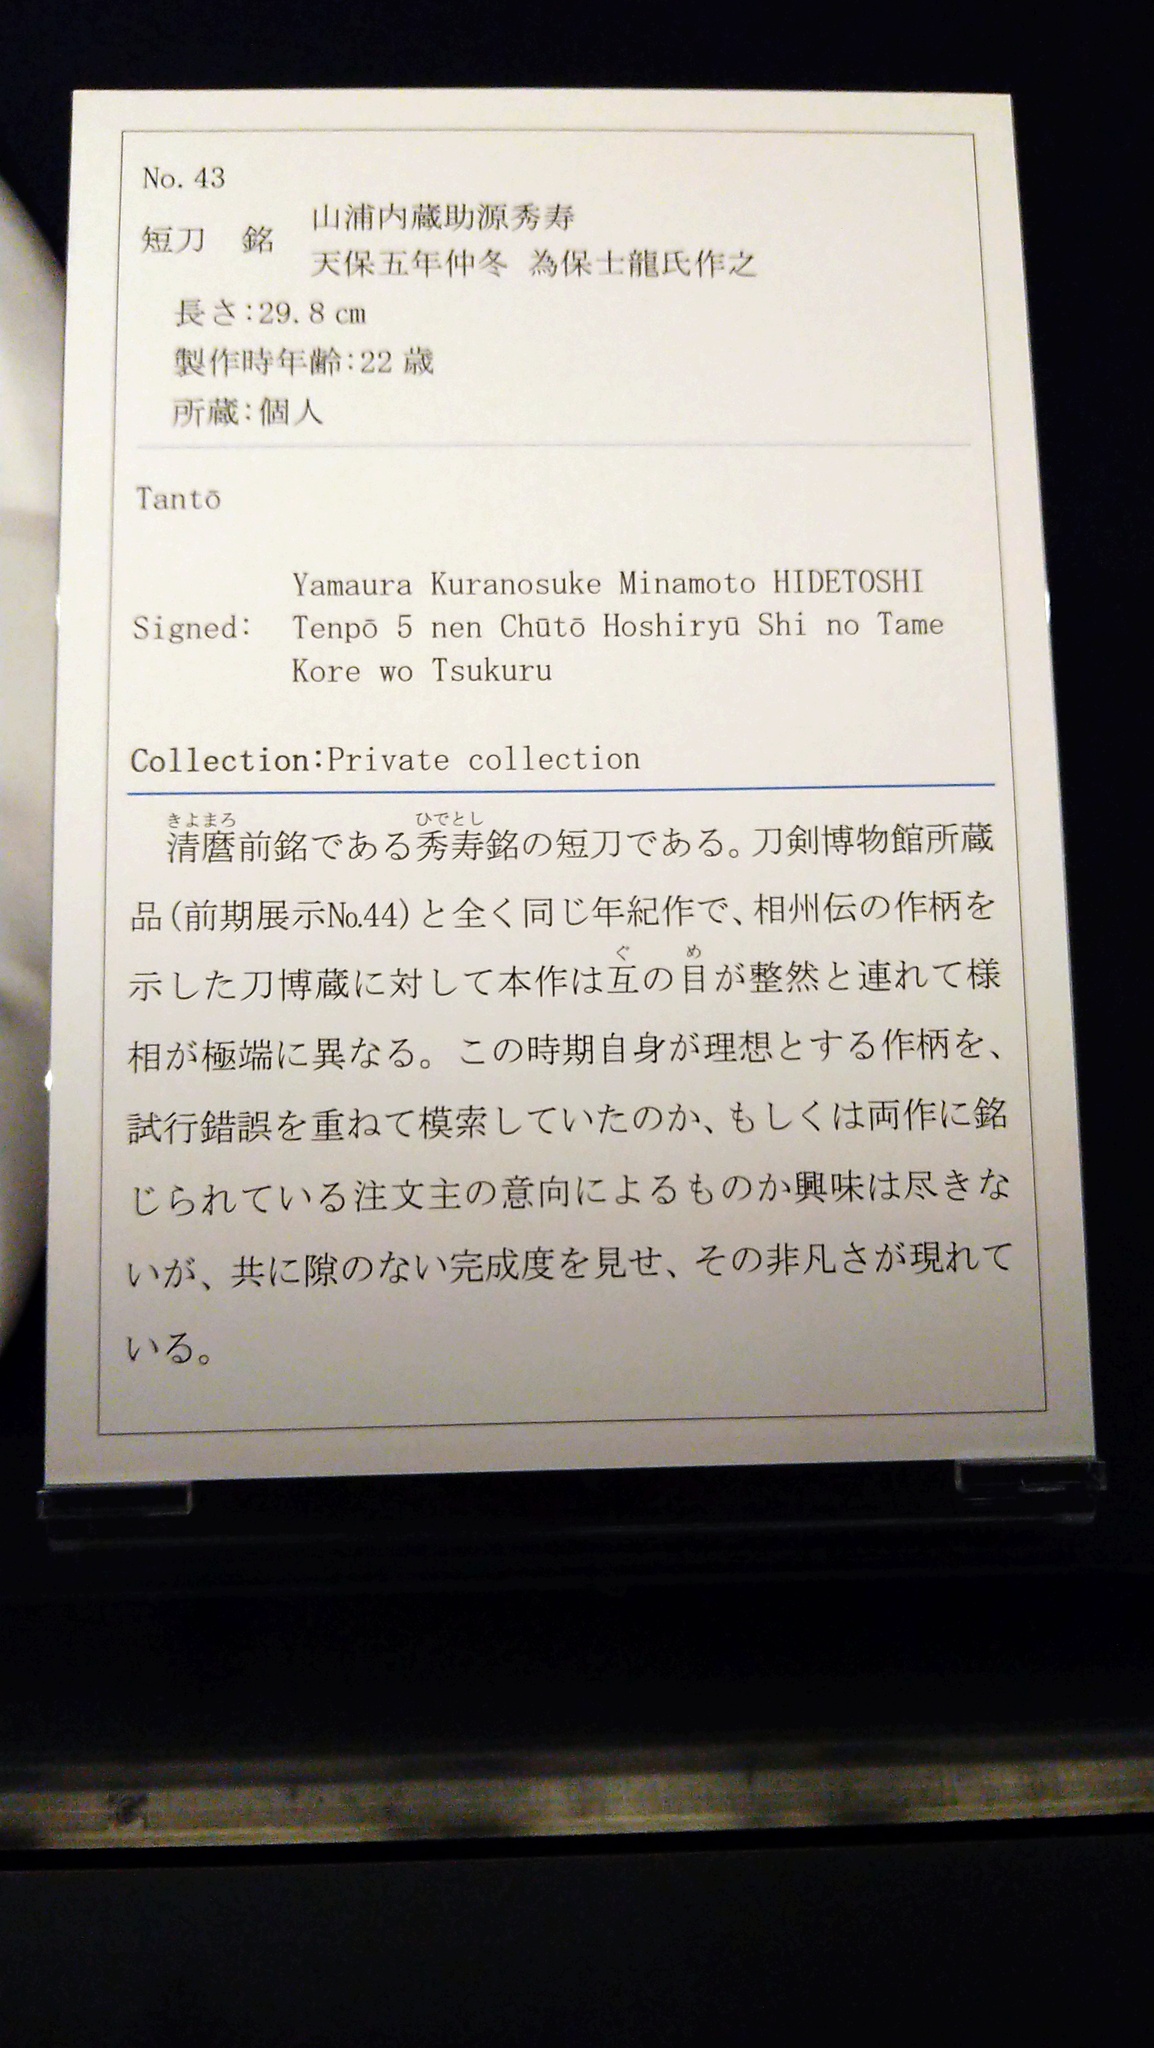 No. 43
短刀　銘　山浦内蔵助源秀寿
天保五年仲冬　為保士龍氏作之
長さ:29.8 cm
製作時年齢:22 歳
所蔵:個人
Tantō
Yamaura Kuranosuke Minamoto HIDETOSHI
Signed: Tenpō 5 nen Chūtō Hoshiryū Shi no Tame
Kore wo Tsukuru
Collection:Private collection
きよまろ ひでとし
清麿前銘である秀寿銘の短刀である。刀剣博物館所蔵
品(前期展示№44)と全く同じ年紀作で、相州伝の作柄を
ぐ め
示した刀博蔵に対して本作は互の目が整然と連れて様
相が極端に異なる。この時期自身が理想とする作柄を、
試行錯誤を重ねて模索していたのか、もしくは両作に銘
じられている注文主の意向によるものか興味は尽きな
いが、共に隙のない完成度を見せ、その非凡さが現れて
いる。